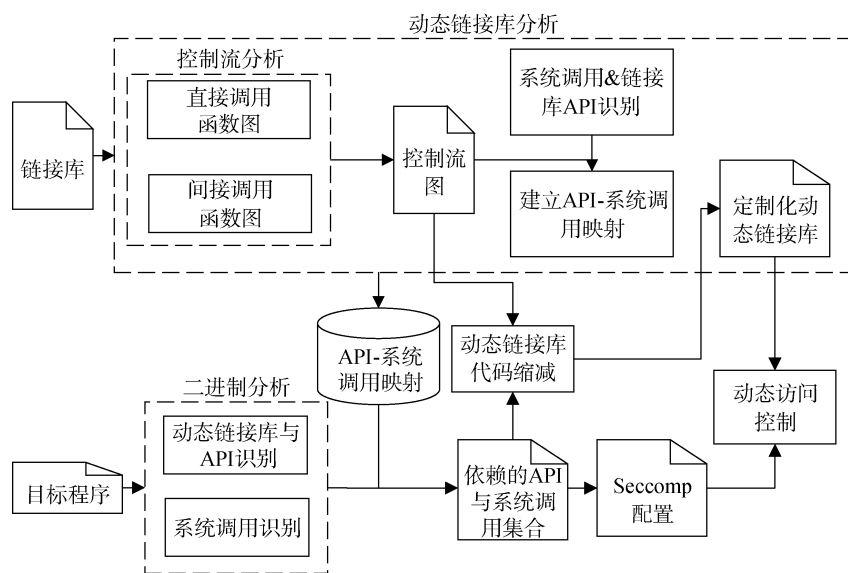 动态链接库分析
控制流分析
直接调用
函数图
间接调用
函数图
链接库
控制流
图
系统调用&链接
库API识别
建立API-系统调
用映射
定制化动
态链接库
API-系统
调用映射
动态链接库
代码缩减
动态访问
控制
二进制分析
动态链接库与
API识别
系统调用识别
目标程序
依赖的API
与系统调
用集合
Seccomp
配置